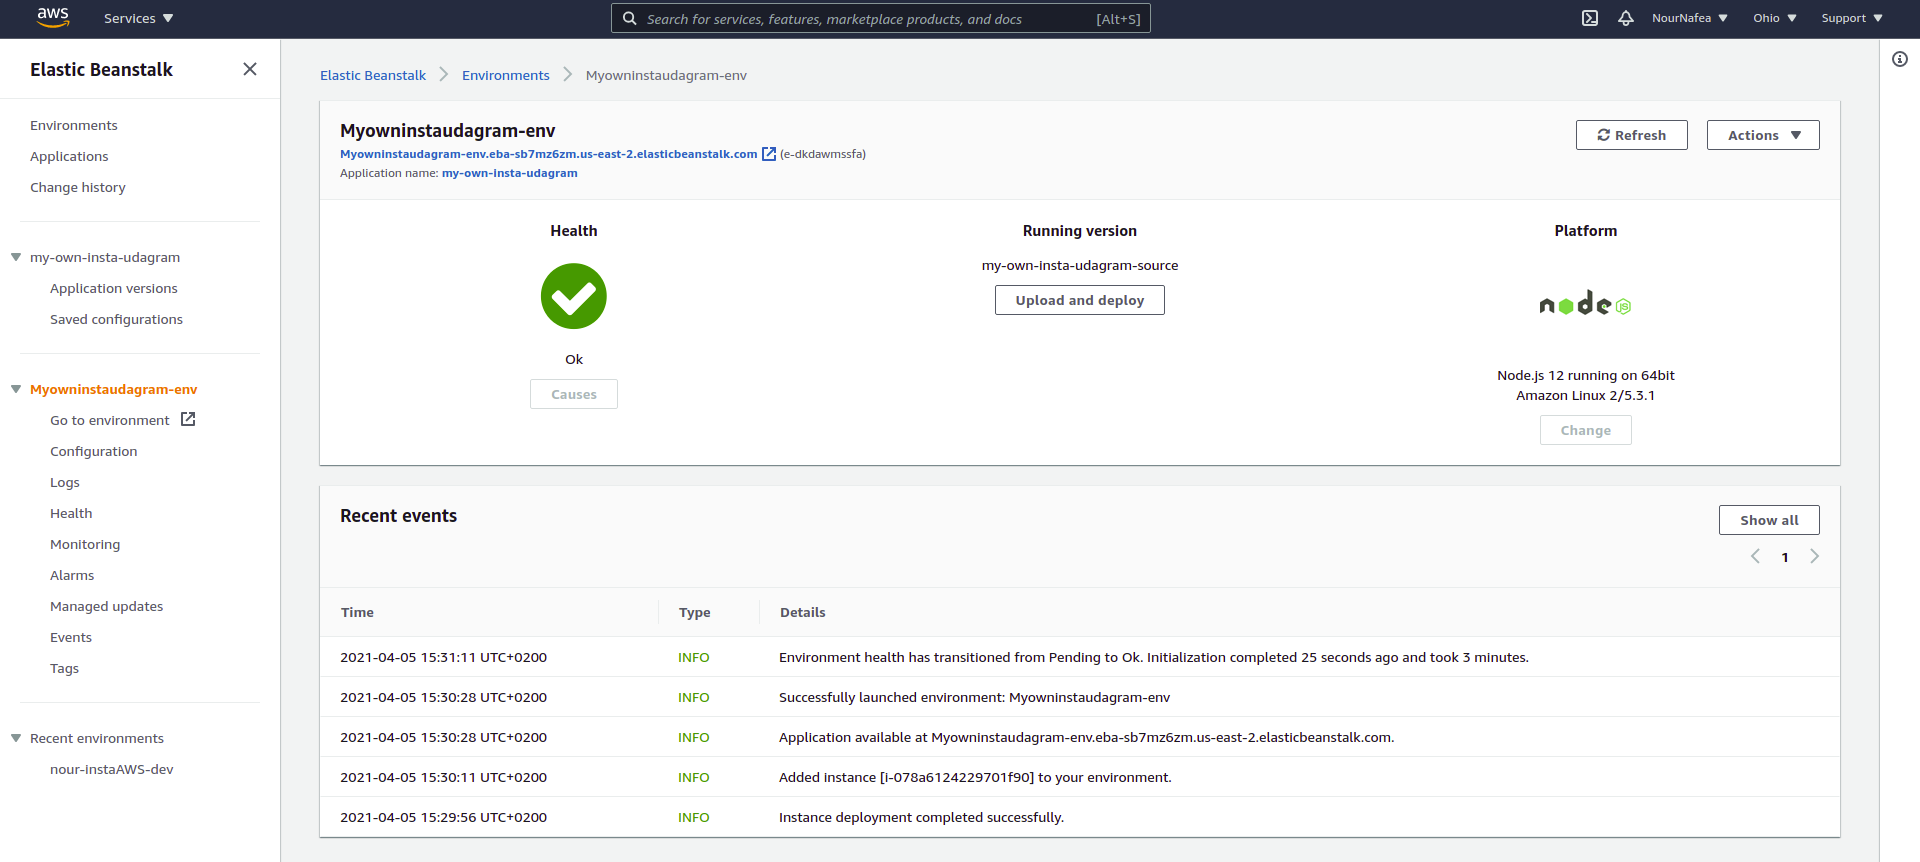 aws Services Search for services, features, marketplace products, and docs [Alt+S] NourNafea Ohio Support
Elastic Beanstalk
Environments
Applications
Change history
my-own-insta-udagram
Application versions
Saved configurations
Myowninstaudagram-env
Go to environment
Configuration
Logs
Health
Monitoring
Alarms
Managed updates
Events
Tags
Recent environments
nour-instaAWS-dev
Elastic Beanstalk Environments Myowninstaudagram-env
Myowninstaudagram-env
Refresh Actions
Myowninstaudagram-env.eba-sb7mz6zm.us-east-2.elasticbeanstalk.com (e-dkdawmssfa)
Application name: my-own-insta-udagram
Health
Ok
Causes
Running version
my-own-insta-udagram-source
Upload and deploy
Platform
node JS
Node.js 12 running on 64bit
Amazon Linux 2/5.3.1
Change
Recent events
Show all
1
Time Type Details
2021-04-05 15:31:11 UTC+0200 INFO Environment health has transitioned from Pending to Ok. Initialization completed 25 seconds ago and took 3 minutes.
2021-04-05 15:30:28 UTC+0200 INFO Successfully launched environment: Myowninstaudagram-env
2021-04-05 15:30:28 UTC+0200 INFO Application available at Myowninstaudagram-env.eba-sb7mz6zm.us-east-2.elasticbeanstalk.com.
2021-04-05 15:30:11 UTC+0200 INFO Added instance [i-078a6124229701f90] to your environment.
2021-04-05 15:29:56 UTC+0200 INFO Instance deployment completed successfully.